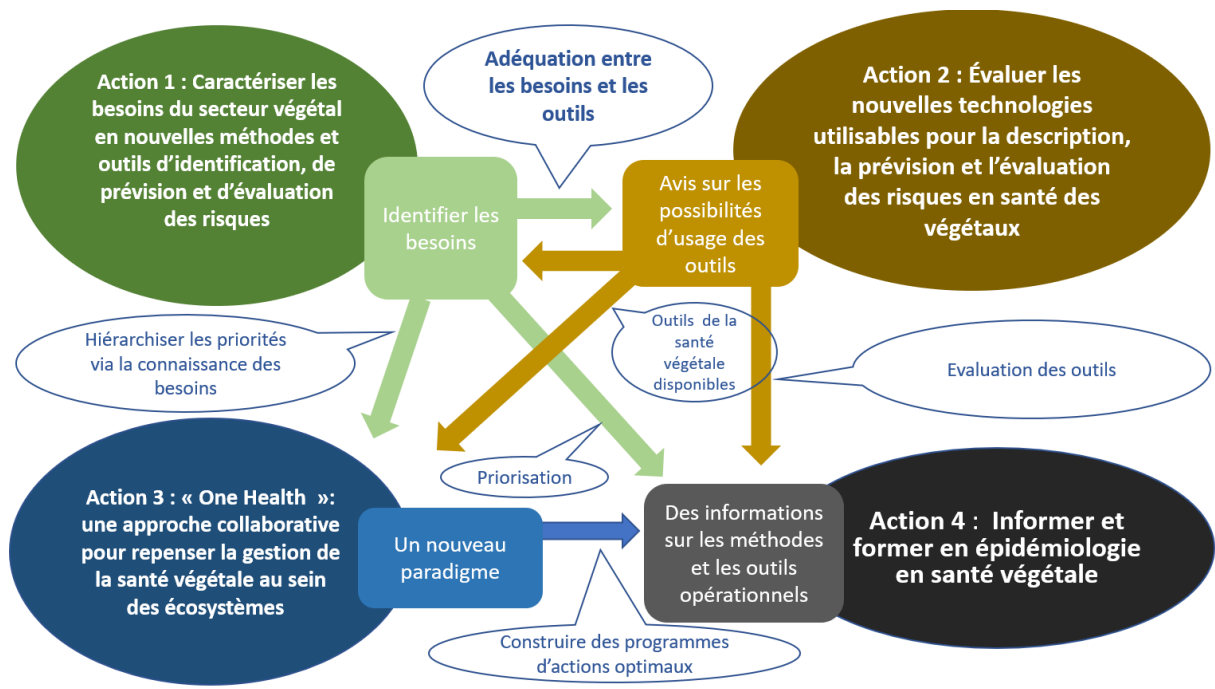 Action 1 : Caractériser les
besoins du secteur végétal
en nouvelles méthodes et
outils d’identification, de
prévision et d’évaluation
des risques
Identifier les
besoins
Adéquation entre
les besoins et les
outils
Avis sur les
possibilités
d’usage des
outils
Action 2 : Évaluer les
nouvelles technologies
utilisables pour la description,
la prévision et l’évaluation
des risques en santé des
végétaux
Hiérarchiser les priorités
via la connaissance des
besoins
Outils de la
santé
végétale
disponibles
Evaluation des outils
Priorisation
Action 3 : « One Health »:
une approche collaborative
pour repenser la gestion de
la santé végétale au sein
des écosystèmes
Un nouveau
paradigme
Des informations
sur les méthodes
et les outils
opérationnels
Action 4 : Informer et
former en épidémiologie
en santé végétale
Construire des programmes
d’actions optimaux